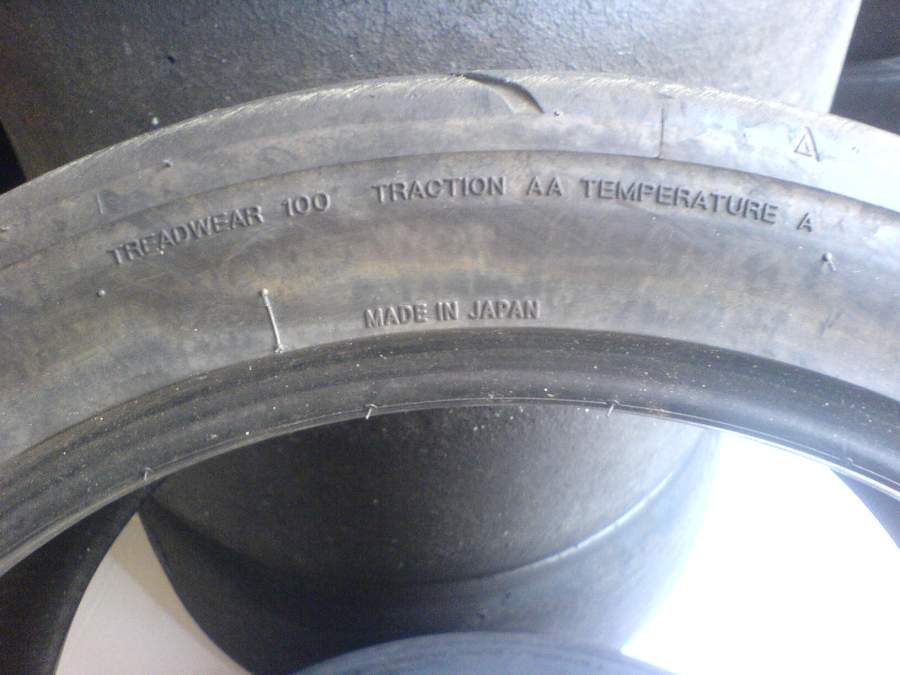 TREADWEAR 100 TRACTION AA TEMPERATURE A
MADE IN JAPAN